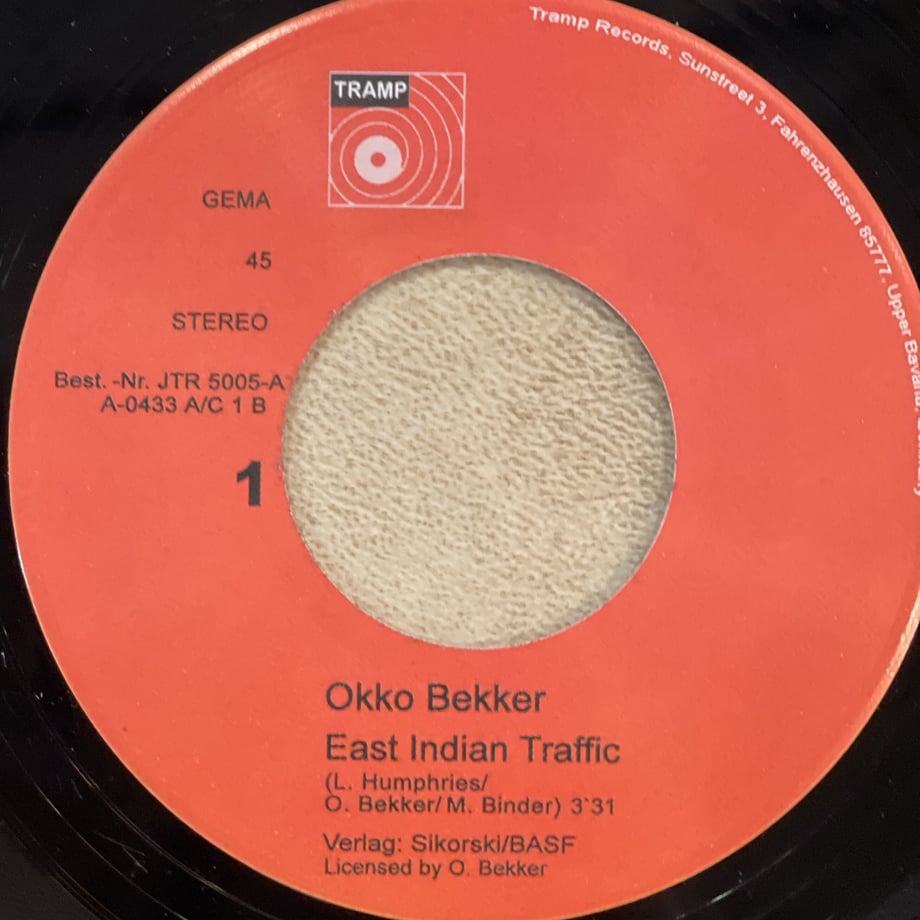 Tramp Records, Sunstreet 3, Fahrenzhausen 85777, Upper Bavaria,
TRAMP
GEMA
45
STEREO
Best. -Nr. JTR 5005-A
A-0433 A/C 1 B
1
Okko Bekker
East Indian Traffic
(L. Humphries/
O. Bekker/ M. Binder) 3`31
Verlag: Sikorski/BASF
Licensed by O. Bekker